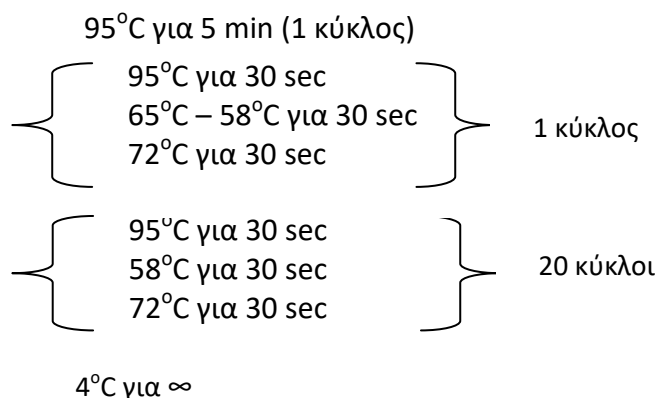 95°C για 5 min (1 κύκλος)
95°C για 30 sec
65°C – 58°C για 30 sec
72°C για 30 sec
1 κύκλος
95°C για 30 sec
58°C για 30 sec
72°C για 30 sec
20 κύκλοι
4°C για ∞